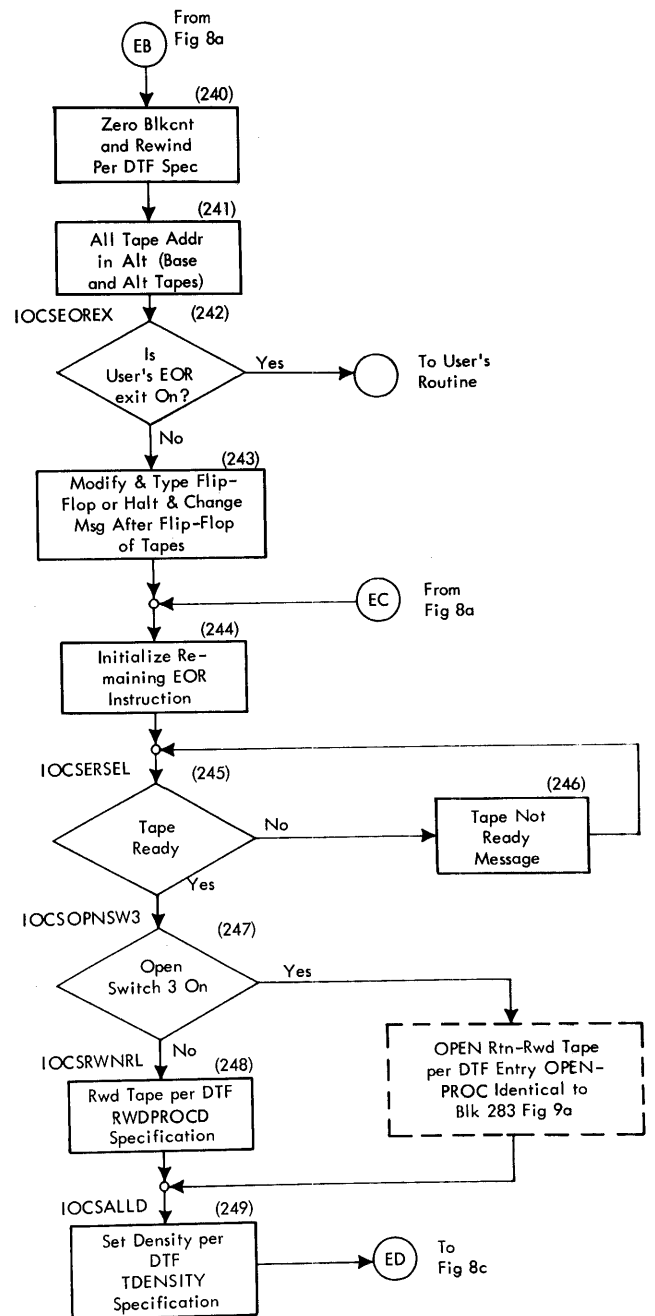 EB
From
Fig 8a
(240)
Zero Blkcnt
and Rewind
Per DTF Spec
(241)
All Tape Addr
in Alt (Base
and Alt Tapes)
IOCSEOREX
(242)
Is
User's EOR
exit On?
Yes
To User's
Routine
No
(243)
Modify & Type Flip-
Flop or Halt & Change
Msg After Flip-Flop
of Tapes
EC
From
Fig 8a
(244)
Initialize Re-
maining EOR
Instruction
IOCSERSEL
(245)
Tape
Ready
No
(246)
Tape Not
Ready
Message
Yes
IOCSOPNSW3
(247)
Open
Switch 3 On
Yes
OPEN Rtn-Rwd Tape
per DTF Entry OPEN-
PROC Identical to
Blk 283 Fig 9a
No
IOCSRWNRL
(248)
Rwd Tape per DTF
RWDPROCD
Specification
IOCSALLD
(249)
Set Density per
DTF
TDENSITY
Specification
ED
To
Fig 8c